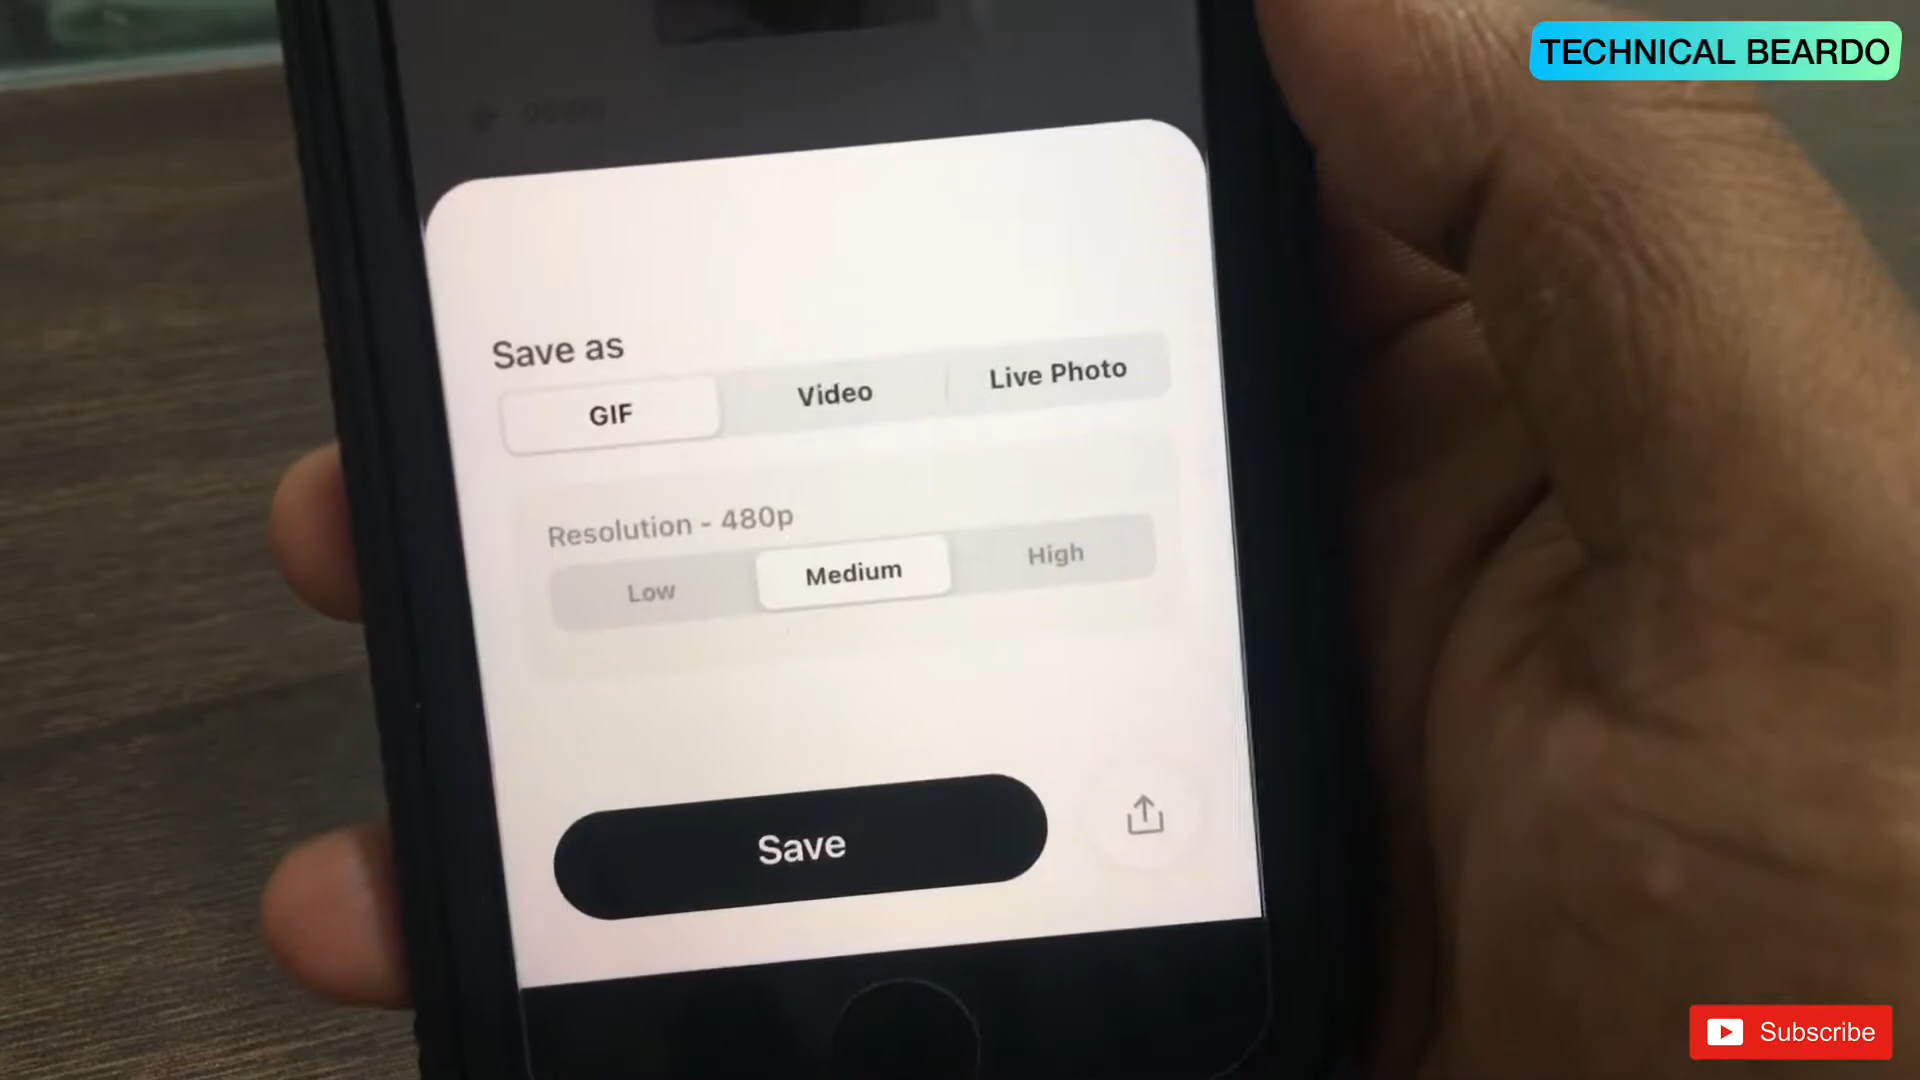 TECHNICAL BEARDO
Save as
GIF
Video
Live Photo
Resolution - 480p
Low
Medium
High
Save
Subscribe